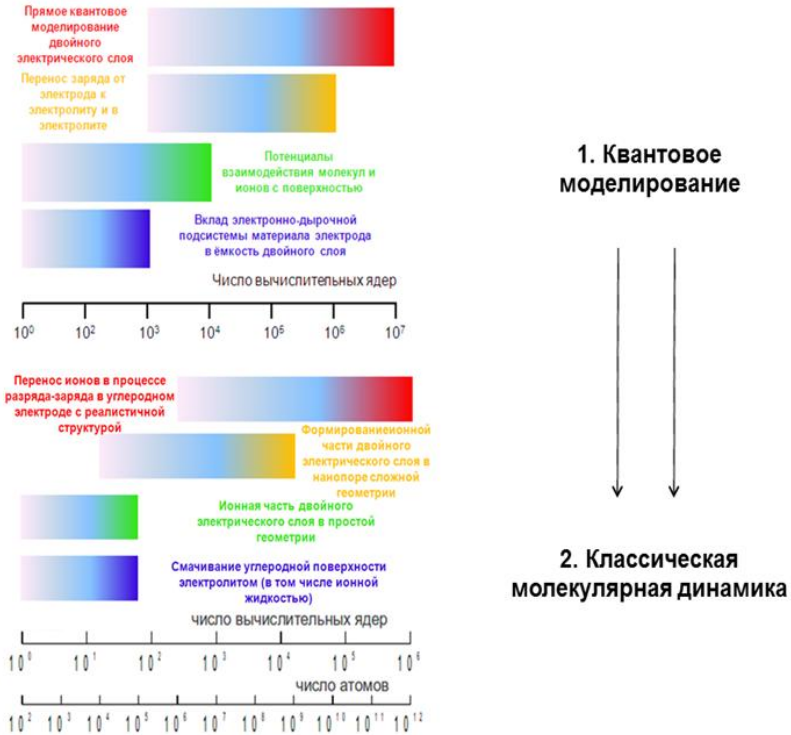 Прямое квантовое
моделирование
двойного
электрического слоя
Перенос заряда от
электрода к
электролиту и в
электролите
Потенциалы
взаимодействия молекул и
ионов с поверхностью
Вклад электронно-дырочной
подсистемы материала электрода
в ёмкость двойного слоя
Число вычислительных ядер
10⁰ 10² 10³ 10⁴ 10⁵ 10⁶ 10⁷
1. Квантовое
моделирование
Перенос ионов в процессе
разряда-заряда в углеродном
электроде с реалистичной
структурой
Формированиеионной
части двойного
электрического слоя в
нанопоре сложной
геометрии
Ионная часть двойного
электрического слоя в простой
геометрии
Смачивание углеродной поверхности
электролитом (в том числе ионной
жидкостью)
число вычислительных ядер
10⁰ 10¹ 10² 10³ 10⁴ 10⁵ 10⁶
число атомов
10² 10³ 10⁴ 10⁵ 10⁶ 10⁷ 10⁸ 10⁹ 10¹⁰ 10¹¹ 10¹²
2. Классическая
молекулярная динамика